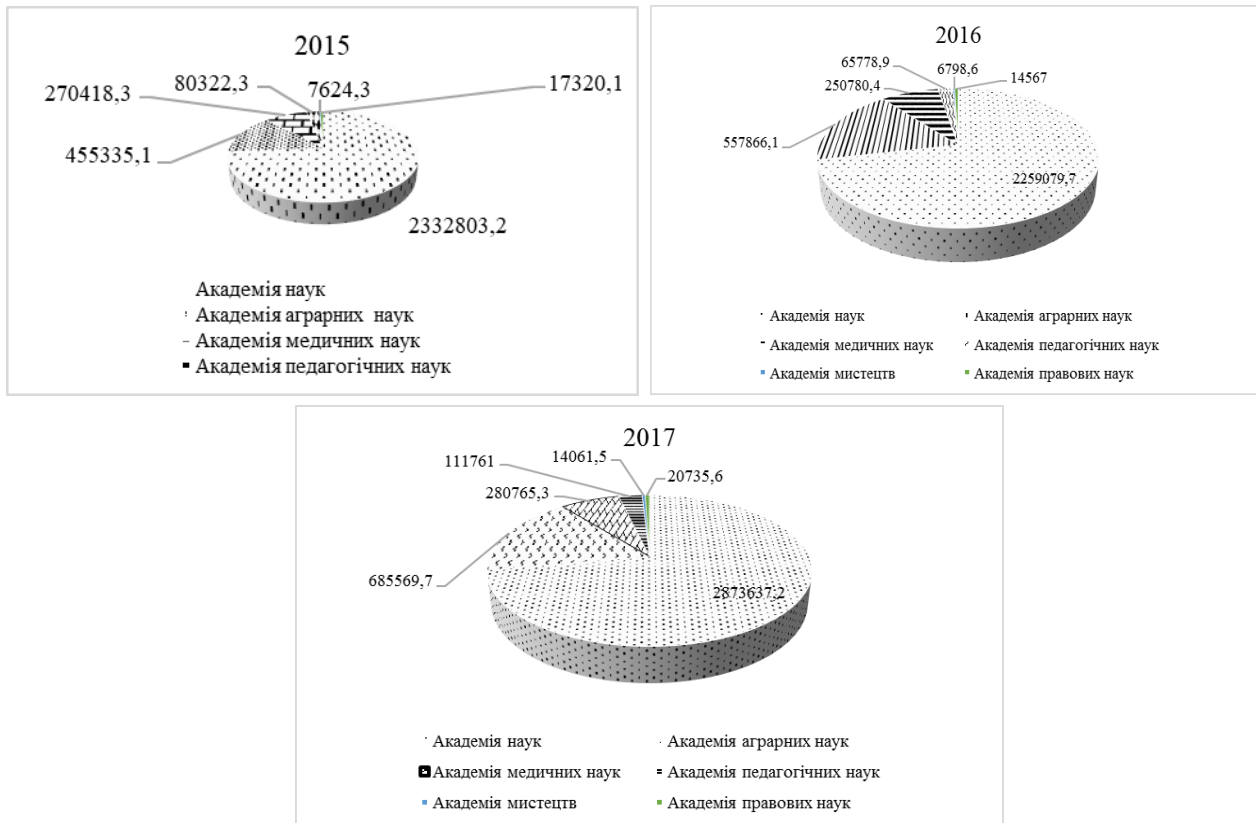 2015
80322,3
7624,3
17320,1
270418,3
455335,1
2332803,2
Академія наук
Академія аграрних наук
Академія медичних наук
Академія педагогічних наук
2016
65778,9
6798,6
14567
250780,4
557866,1
2259079,7
Академія наук
Академія аграрних наук
Академія медичних наук
Академія педагогічних наук
Академія мистецтв
Академія правових наук
2017
111761
14061,5
20735,6
280765,3
685569,7
2873637,2
Академія наук
Академія аграрних наук
Академія медичних наук
Академія педагогічних наук
Академія мистецтв
Академія правових наук